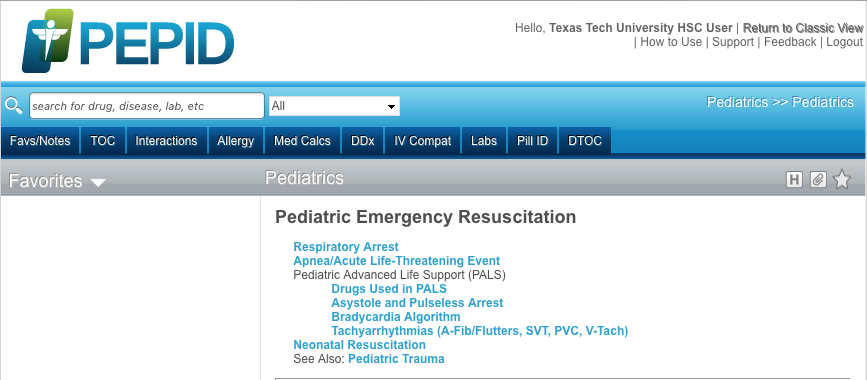 PEPID
Hello, Texas Tech University HSC User | Return to Classic View
| How to Use | Support | Feedback | Logout
search for drug, disease, lab, etc
All
Pediatrics >> Pediatrics
Favs/Notes TOC Interactions Allergy Med Calcs DDx IV Compat Labs Pill ID DTOC
Favorites
Pediatrics
H
Pediatric Emergency Resuscitation
Respiratory Arrest
Apnea/Acute Life-Threatening Event
Pediatric Advanced Life Support (PALS)
Drugs Used in PALS
Asystole and Pulseless Arrest
Bradycardia Algorithm
Tachyarrhythmias (A-Fib/Flutters, SVT, PVC, V-Tach)
Neonatal Resuscitation
See Also: Pediatric Trauma